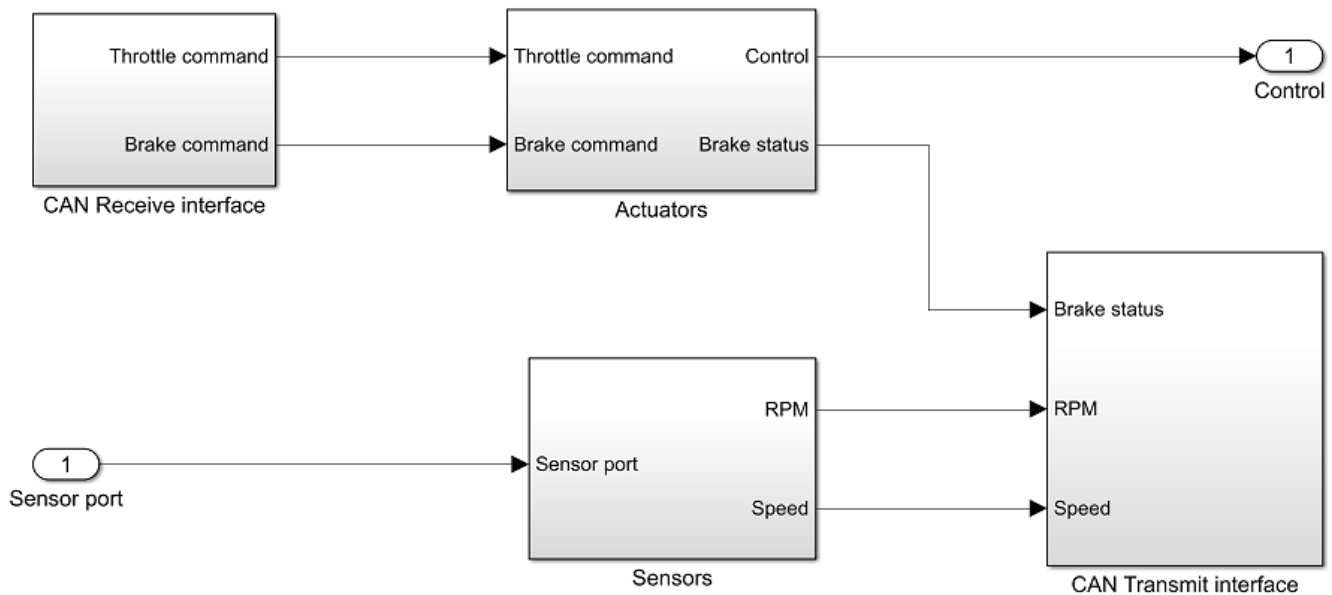 Throttle command
Brake command
CAN Receive interface
Throttle command
Control
Brake command
Brake status
Actuators
1
Control
Brake status
RPM
Speed
CAN Transmit interface
1
Sensor port
Sensor port
RPM
Speed
Sensors